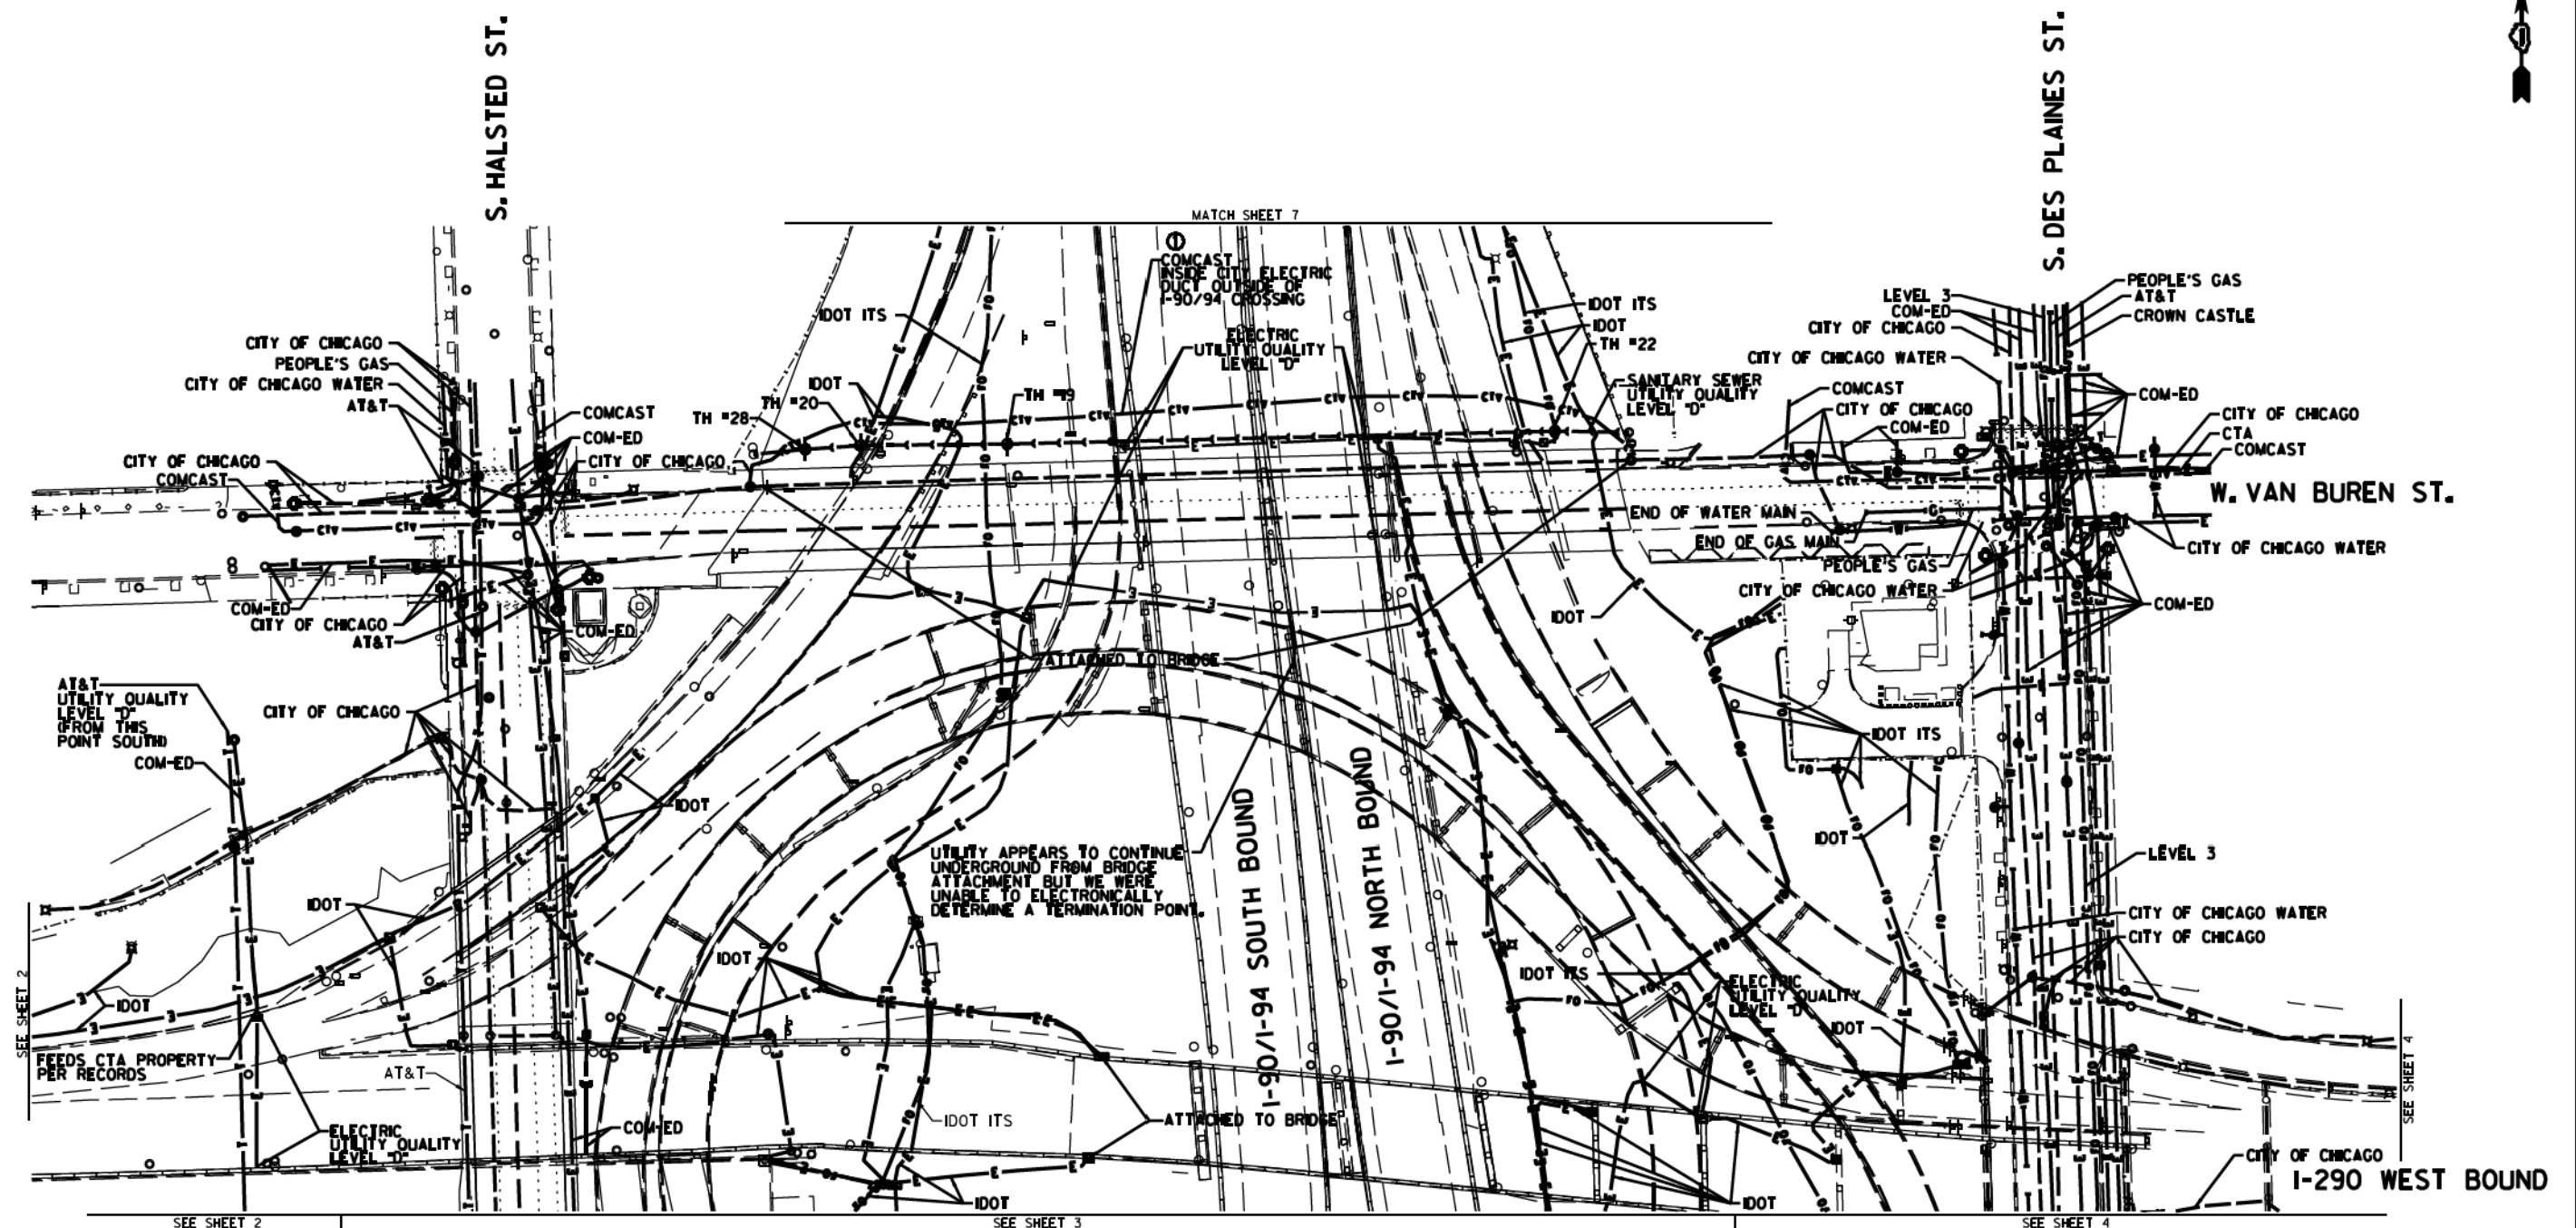 S. HALSTED ST.
S. DES PLAINES ST.
MATCH SHEET 7
COMCAST
INSIDE CITY ELECTRIC
DUCT OUTSIDE OF
I-90/94 CROSSING
IDOT ITS
ELECTRIC
UTILITY QUALITY
LEVEL "D"
IDOT ITS
IDOT
TH #22
LEVEL 3
COM-ED
CITY OF CHICAGO
CITY OF CHICAGO WATER
PEOPLE'S GAS
AT&T
CROWN CASTLE
CITY OF CHICAGO
PEOPLE'S GAS
CITY OF CHICAGO WATER
AT&T
COMCAST
COM-ED
CITY OF CHICAGO
CITY OF CHICAGO
COMCAST
IDOT
TH #28
TH #20
TH #19
SANITARY SEWER
UTILITY QUALITY
LEVEL "D"
COMCAST
CITY OF CHICAGO
COM-ED
COM-ED
CITY OF CHICAGO
CTA
COMCAST
W. VAN BUREN ST.
END OF WATER MAIN
END OF GAS MAIN
PEOPLE'S GAS
CITY OF CHICAGO WATER
CITY OF CHICAGO WATER
COM-ED
COM-ED
CITY OF CHICAGO
AT&T
COM-ED
IDOT
ATTACHED TO BRIDGE
AT&T
UTILITY QUALITY
LEVEL "D"
(FROM THIS
POINT SOUTH)
COM-ED
CITY OF CHICAGO
IDOT
IDOT ITS
IDOT
LEVEL 3
UTILITY APPEARS TO CONTINUE
UNDERGROUND FROM BRIDGE
ATTACHMENT BUT WE WERE
UNABLE TO ELECTRONICALLY
DETERMINE A TERMINATION POINT.
I-90/I-94 SOUTH BOUND
I-90/I-94 NORTH BOUND
IDOT
IDOT
IDOT
CITY OF CHICAGO WATER
CITY OF CHICAGO
IDOT ITS
ELECTRIC
UTILITY QUALITY
LEVEL "D"
IDOT
SEE SHEET 2
FEEDS CTA PROPERTY
PER RECORDS
AT&T
ELECTRIC
UTILITY QUALITY
LEVEL "D"
COM-ED
IDOT ITS
ATTACHED TO BRIDGE
SEE SHEET 4
CITY OF CHICAGO
I-290 WEST BOUND
IDOT
IDOT
SEE SHEET 2
SEE SHEET 3
SEE SHEET 4